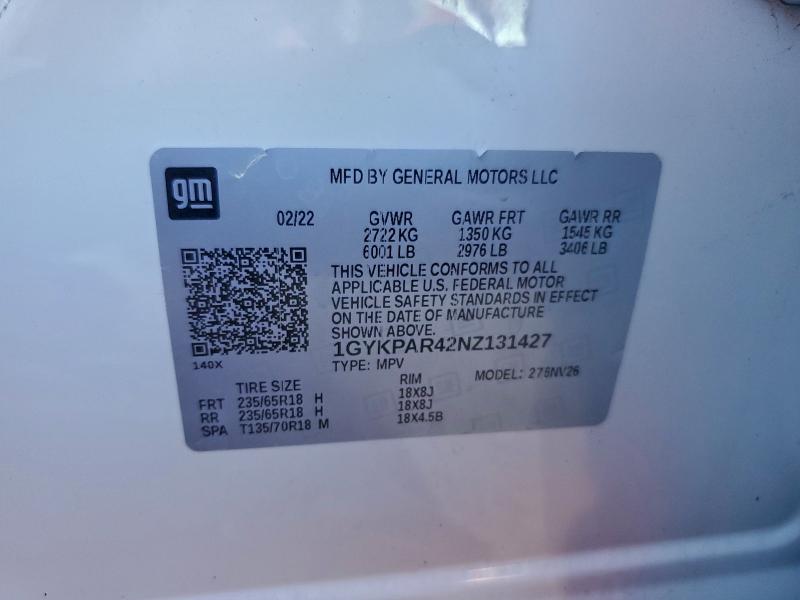 gm
MFD BY GENERAL MOTORS LLC
02/22 GVWR GAWR FRT GAWR RR
2722 KG 1350 KG 1545 KG
6001 LB 2976 LB 3406 LB
THIS VEHICLE CONFORMS TO ALL
APPLICABLE U.S. FEDERAL MOTOR
VEHICLE SAFETY STANDARDS IN EFFECT
ON THE DATE OF MANUFACTURE
SHOWN ABOVE.
1GYKPAR42NZ131427
140X
TYPE: MPV MODEL: 276NV26
TIRE SIZE RIM
FRT 235/65R18 H 18X8J
RR 235/65R18 H 18X8J
SPA T135/70R18 M 18X4.5B